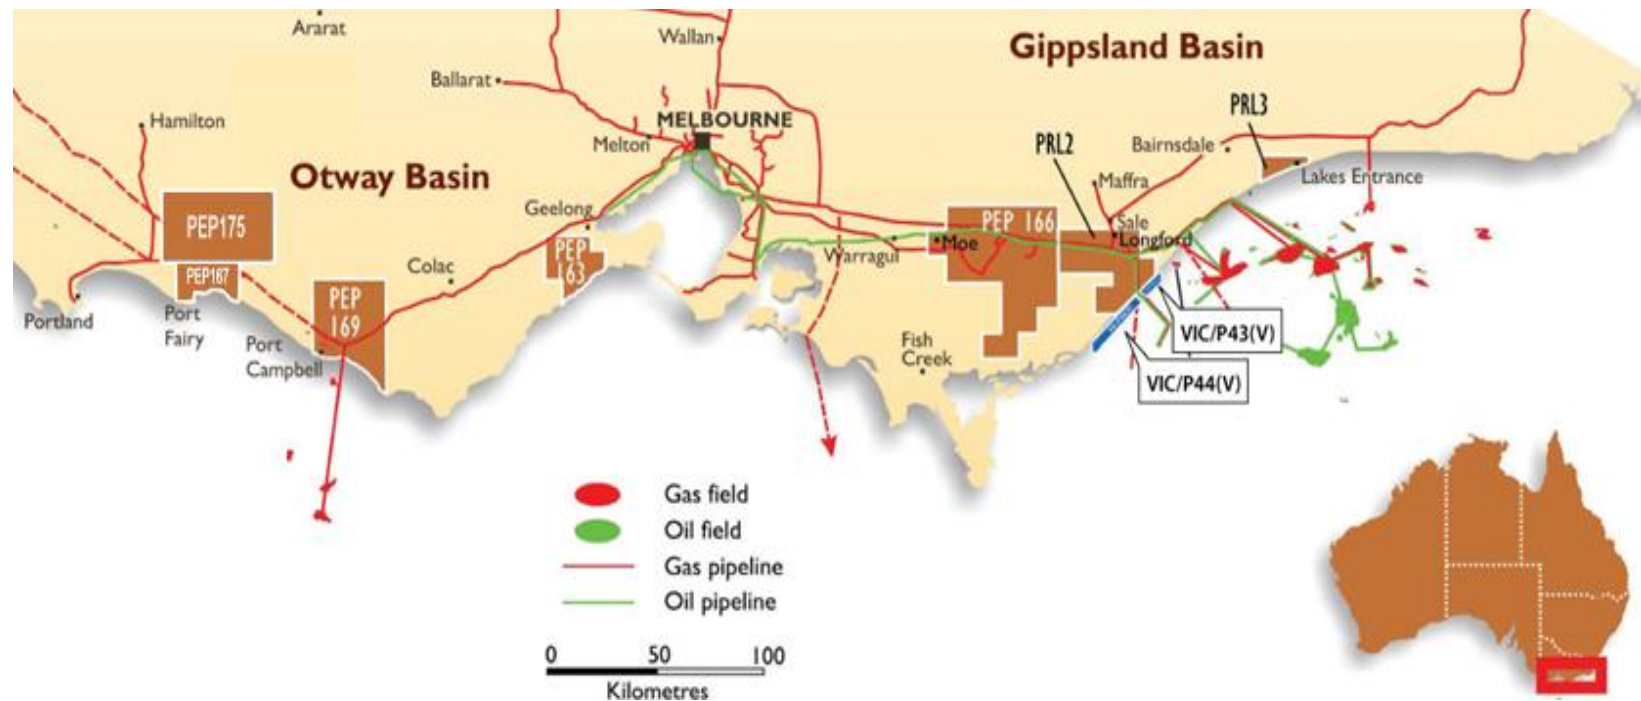 Ararat
Wallan
Gippsland Basin
Ballarat
PRL3
Hamilton
MELBOURNE
Melton
PRL2
Bairnsdale
Otway Basin
Maffra
Lakes Entrance
Geelong
PEP175
PEP 166
Sale
Moe
Longford
PEP
163
Warragul
Colac
PEP167
PEP
169
Portland
Port
Fairy
Port
Campbell
Fish
Creek
VIC/P43(V)
VIC/P44(V)
Gas field
Oil field
Gas pipeline
Oil pipeline
0 50 100
Kilometres